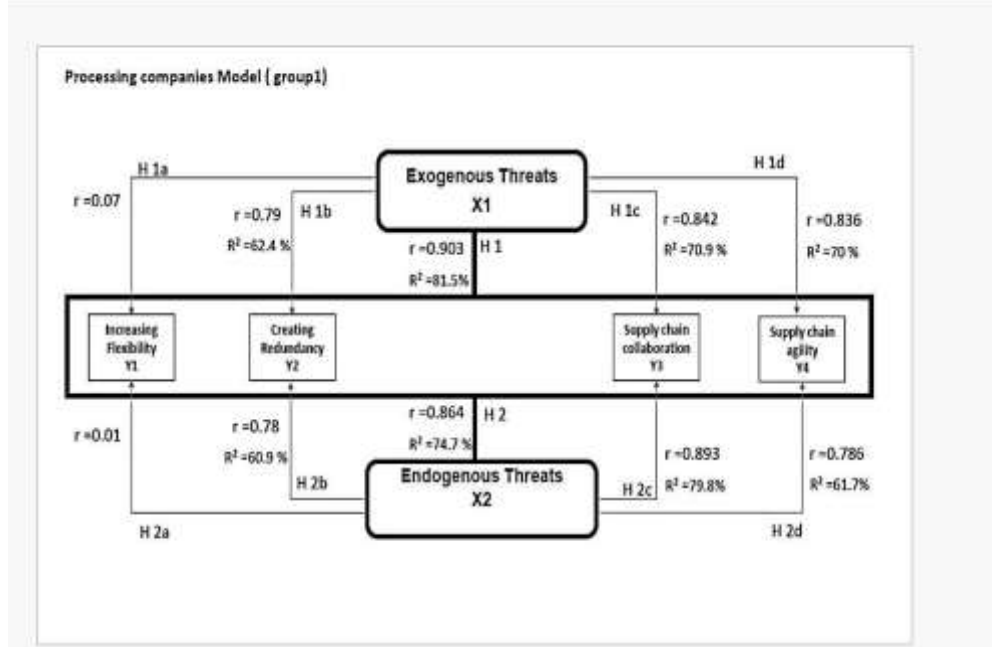 Processing companies Model ( group1)
Exogenous Threats
X1
H 1a
H 1d
r =0.07
r =0.79
H 1b
R² =62.4 %
r =0.903
H 1
R² =81.5%
H 1c
r =0.842
R² =70.9 %
r =0.836
R² =70 %
Increasing
Flexibility
Y1
Creating
Redundancy
Y2
Supply chain
collaboration
Y3
Supply chain
agility
Y4
r =0.01
r =0.78
R² =60.9 %
H 2b
r =0.864
H 2
R² =74.7 %
r =0.893
H 2c
R² =79.8%
r =0.786
R² =61.7%
Endogenous Threats
X2
H 2a
H 2d